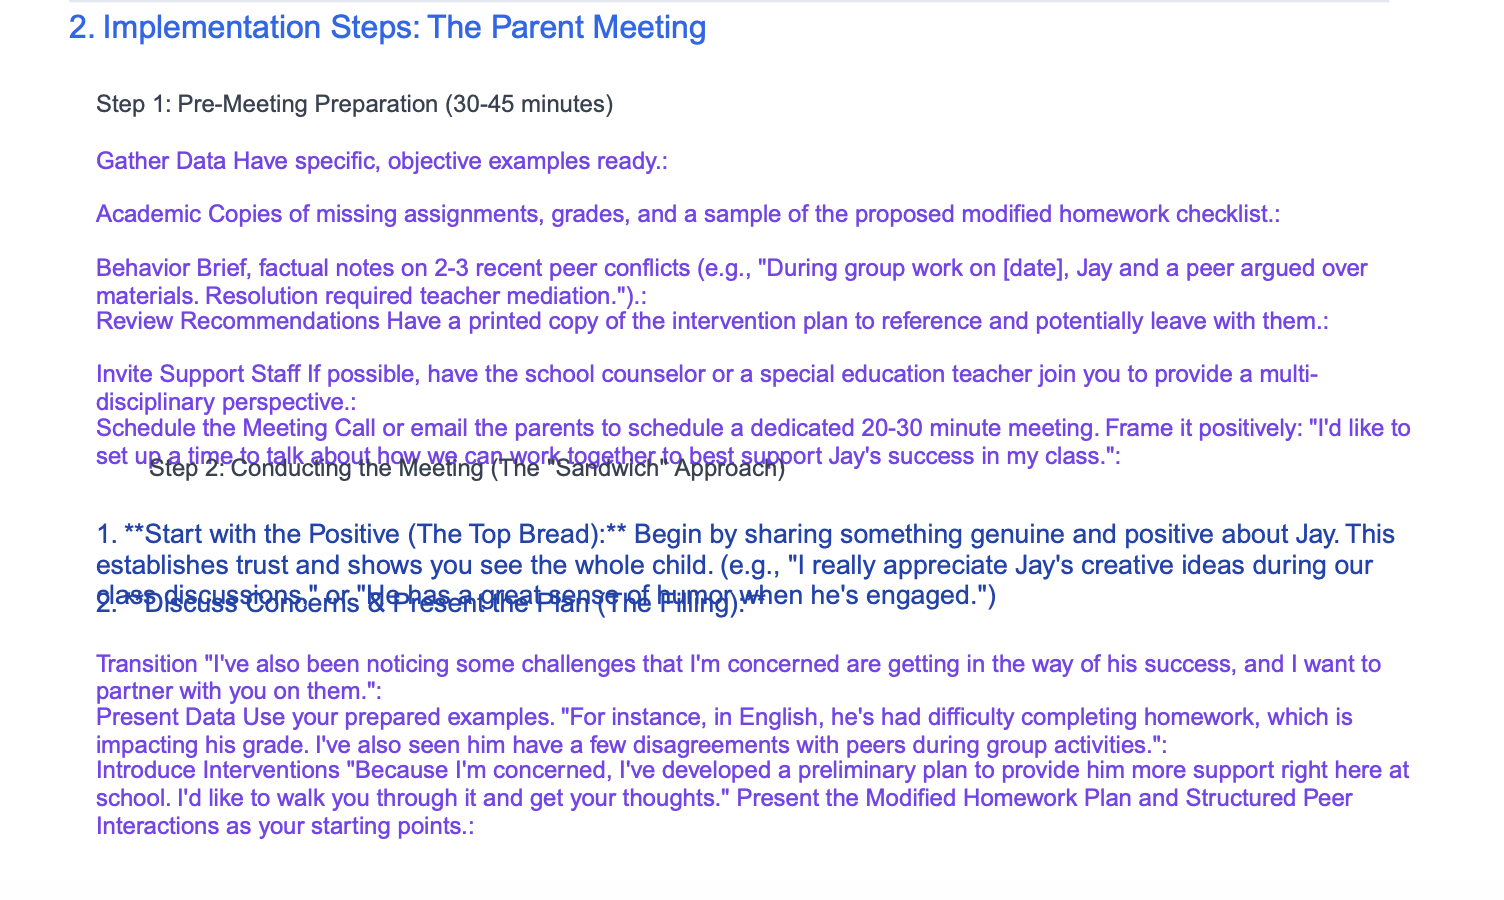 2. Implementation Steps: The Parent Meeting
Step 1: Pre-Meeting Preparation (30-45 minutes)
Gather Data Have specific, objective examples ready.:
Academic Copies of missing assignments, grades, and a sample of the proposed modified homework checklist.:
Behavior Brief, factual notes on 2-3 recent peer conflicts (e.g., "During group work on [date], Jay and a peer argued over
materials. Resolution required teacher mediation.").:
Review Recommendations Have a printed copy of the intervention plan to reference and potentially leave with them.:
Invite Support Staff If possible, have the school counselor or a special education teacher join you to provide a multi-
disciplinary perspective.:
Schedule the Meeting Call or email the parents to schedule a dedicated 20-30 minute meeting. Frame it positively: "I'd like to
set up a time to talk about how we can work together to best support Jay's success in my class.":
Step 2: Conducting the Meeting (The "Sandwich" Approach)
1. **Start with the Positive (The Top Bread):** Begin by sharing something genuine and positive about Jay. This
establishes trust and shows you see the whole child. (e.g., "I really appreciate Jay's creative ideas during our
class discussions," or "He has a great sense of humor when he's engaged.")
2. **Discuss Concerns & Present the Plan (The Filling):**
Transition "I've also been noticing some challenges that I'm concerned are getting in the way of his success, and I want to
partner with you on them.":
Present Data Use your prepared examples. "For instance, in English, he's had difficulty completing homework, which is
impacting his grade. I've also seen him have a few disagreements with peers during group activities.":
Introduce Interventions "Because I'm concerned, I've developed a preliminary plan to provide him more support right here at
school. I'd like to walk you through it and get your thoughts." Present the Modified Homework Plan and Structured Peer
Interactions as your starting points.: